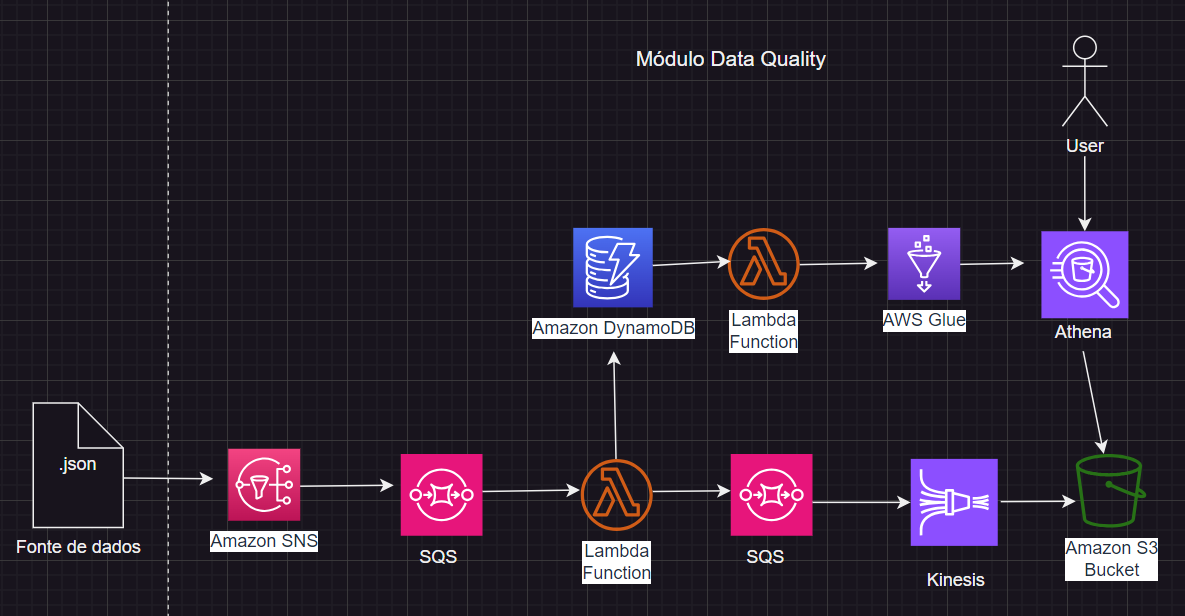 Módulo Data Quality
User
Amazon DynamoDB
Lambda
Function
AWS Glue
Athena
.json
Fonte de dados
Amazon SNS
SQS
Lambda
Function
SQS
Kinesis
Amazon S3
Bucket